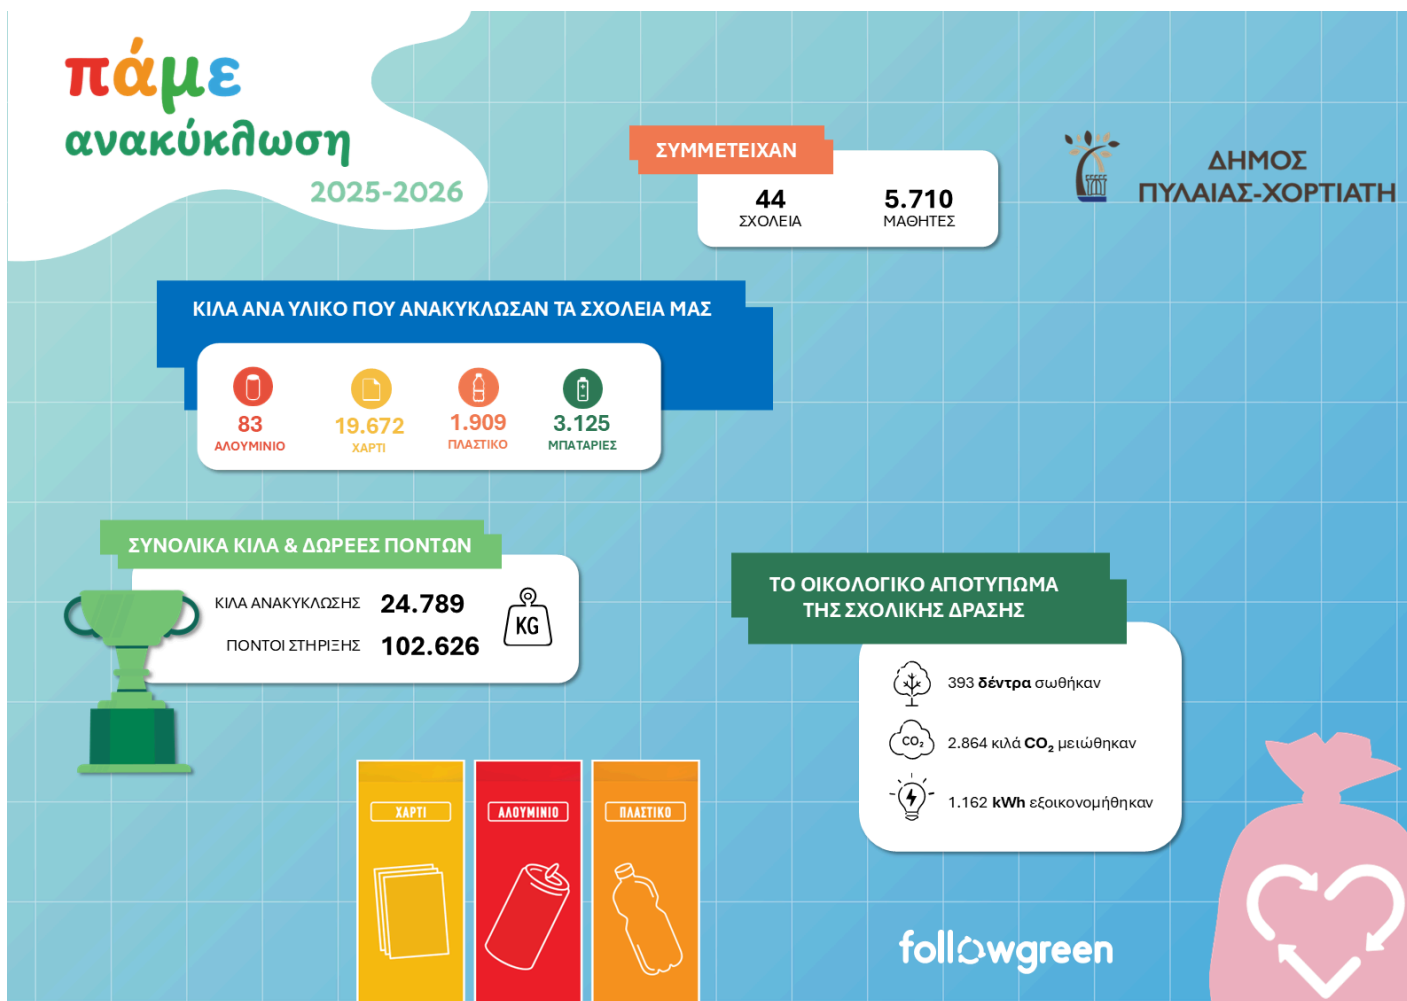 πάμε
ανακύκλωση
2025-2026
ΣΥΜΜΕΤΕΙΧΑΝ
44
ΣΧΟΛΕΙΑ
5.710
ΜΑΘΗΤΕΣ
ΔΗΜΟΣ
ΠΥΛΑΙΑΣ-ΧΟΡΤΙΑΤΗ
ΚΙΛΑ ΑΝΑ ΥΛΙΚΟ ΠΟΥ ΑΝΑΚΥΚΛΩΣΑΝ ΤΑ ΣΧΟΛΕΙΑ ΜΑΣ
83
ΑΛΟΥΜΙΝΙΟ
19.672
ΧΑΡΤΙ
1.909
ΠΛΑΣΤΙΚΟ
3.125
ΜΠΑΤΑΡΙΕΣ
ΣΥΝΟΛΙΚΑ ΚΙΛΑ & ΔΩΡΕΕΣ ΠΟΝΤΩΝ
ΚΙΛΑ ΑΝΑΚΥΚΛΩΣΗΣ 24.789
ΠΟΝΤΟΙ ΣΤΗΡΙΞΗΣ 102.626
KG
ΤΟ ΟΙΚΟΛΟΓΙΚΟ ΑΠΟΤΥΠΩΜΑ
ΤΗΣ ΣΧΟΛΙΚΗΣ ΔΡΑΣΗΣ
393 δέντρα σωθήκαν
CO₂
2.864 κιλά CO₂ μειώθηκαν
1.162 kWh εξοικονομήθηκαν
ΧΑΡΤΙ
ΑΛΟΥΜΙΝΙΟ
ΠΛΑΣΤΙΚΟ
followgreen